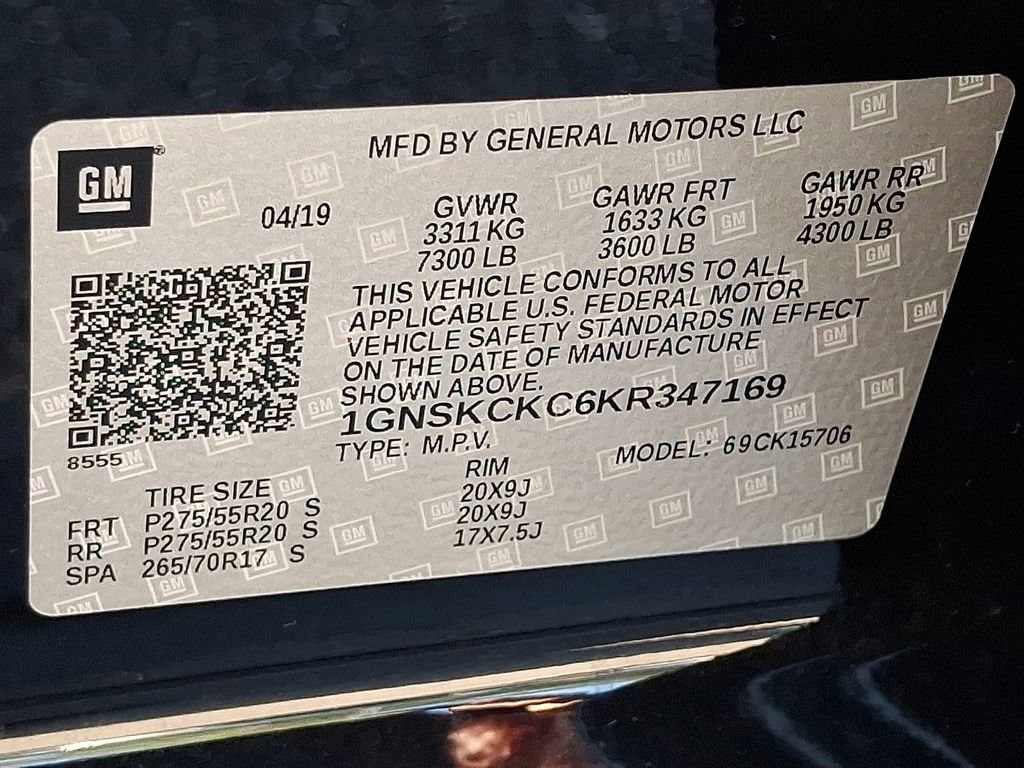 GM
MFD BY GENERAL MOTORS LLC
04/19
GVWR GAWR FRT GAWR RR
3311 KG 1633 KG 1950 KG
7300 LB 3600 LB 4300 LB
THIS VEHICLE CONFORMS TO ALL
APPLICABLE U.S. FEDERAL MOTOR
VEHICLE SAFETY STANDARDS IN EFFECT
ON THE DATE OF MANUFACTURE
SHOWN ABOVE.
1GNSKCKC6KR347169
8555
TYPE: M.P.V. MODEL: 69CK15706
TIRE SIZE RIM
FRT P275/55R20 S 20X9J
RR P275/55R20 S 20X9J
SPA 265/70R17 S 17X7.5J